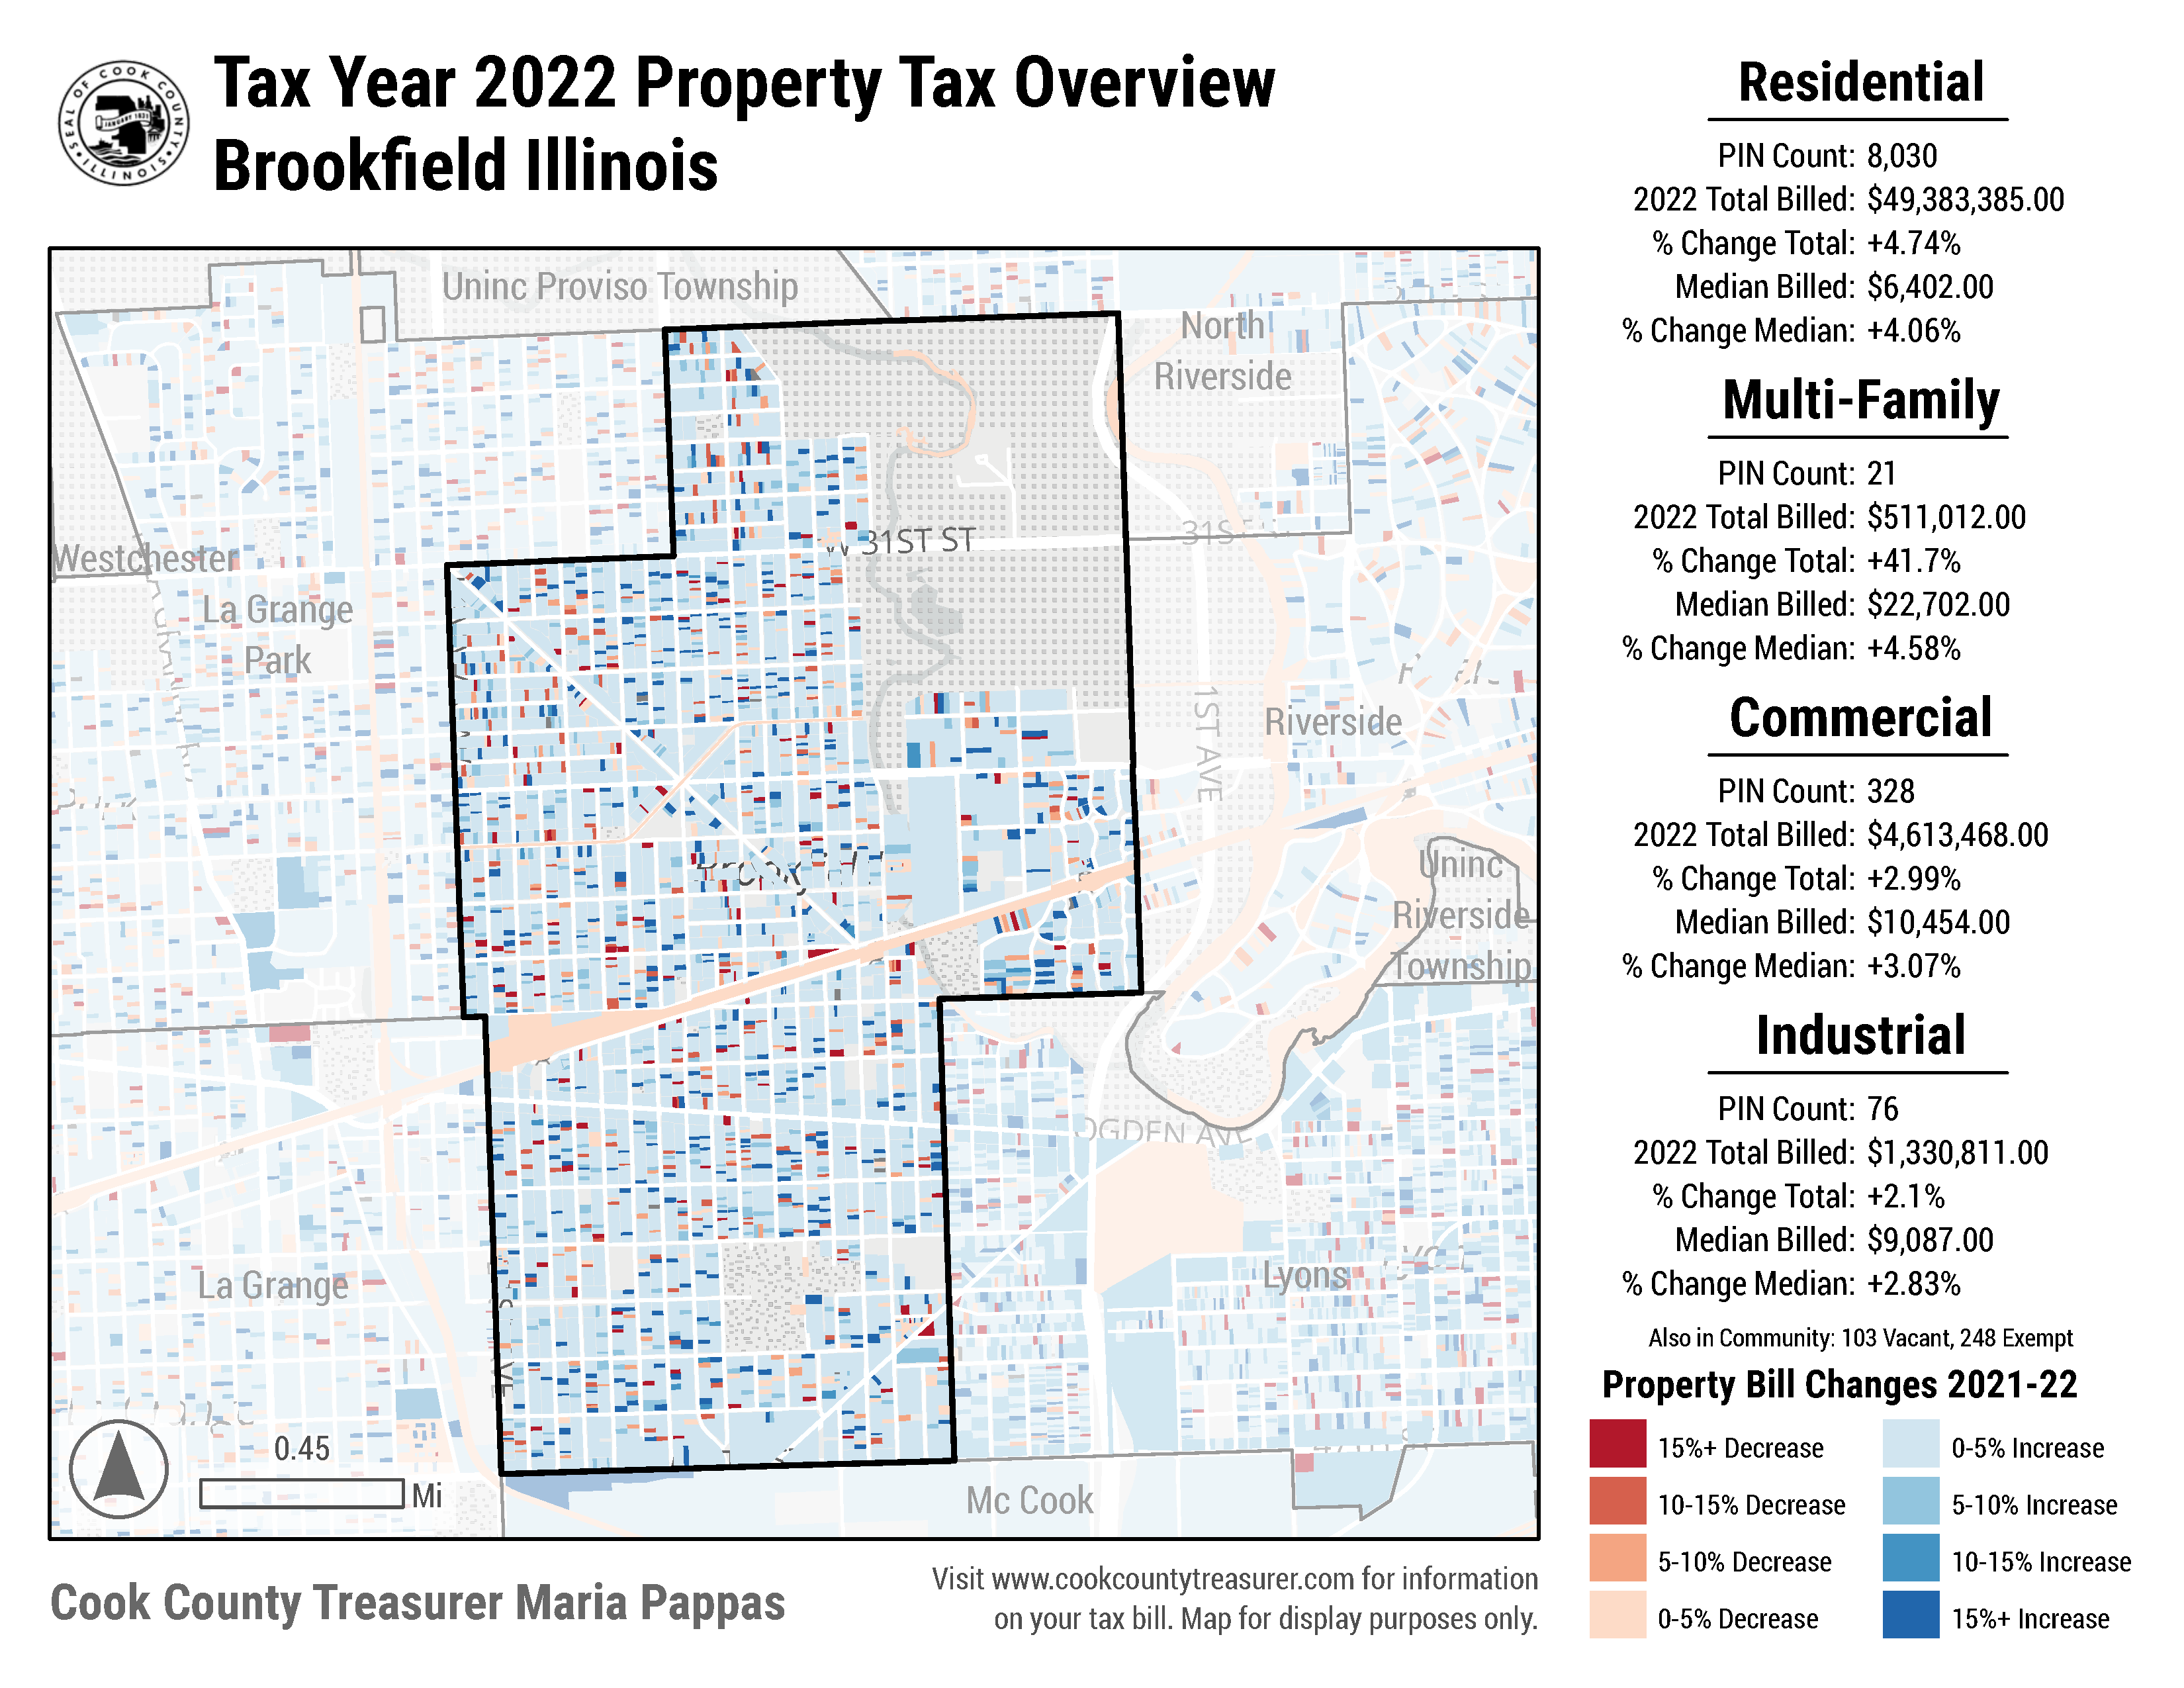 SEAL OF COOK COUNTY ILLINOIS
JANUARY 1831
Tax Year 2022 Property Tax Overview
Brookfield Illinois
Uninc Proviso Township
North
Riverside
W 31ST ST
Westchester
La Grange
Park
1ST AVE
Riverside
Uninc
Riverside
Township
OGDEN AVE
La Grange
Lyons
0.45
Mi
Mc Cook
Cook County Treasurer Maria Pappas
Visit www.cookcountytreasurer.com for information
on your tax bill. Map for display purposes only.
Residential
PIN Count: 8,030
2022 Total Billed: $49,383,385.00
% Change Total: +4.74%
Median Billed: $6,402.00
% Change Median: +4.06%
Multi-Family
PIN Count: 21
2022 Total Billed: $511,012.00
% Change Total: +41.7%
Median Billed: $22,702.00
% Change Median: +4.58%
Commercial
PIN Count: 328
2022 Total Billed: $4,613,468.00
% Change Total: +2.99%
Median Billed: $10,454.00
% Change Median: +3.07%
Industrial
PIN Count: 76
2022 Total Billed: $1,330,811.00
% Change Total: +2.1%
Median Billed: $9,087.00
% Change Median: +2.83%
Also in Community: 103 Vacant, 248 Exempt
Property Bill Changes 2021-22
15%+ Decrease
0-5% Increase
10-15% Decrease
5-10% Increase
5-10% Decrease
10-15% Increase
0-5% Decrease
15%+ Increase